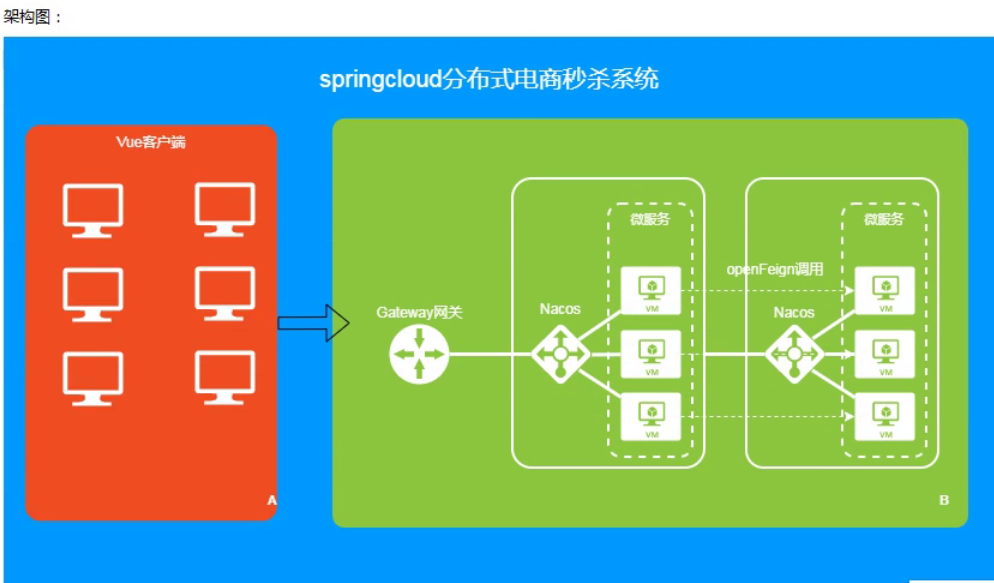 架构图：
springcloud分布式电商秒杀系统
Vue客户端
微服务
微服务
openFeign调用
Gateway网关
Nacos
Nacos
VM
VM
VM
VM
VM
VM
A
B